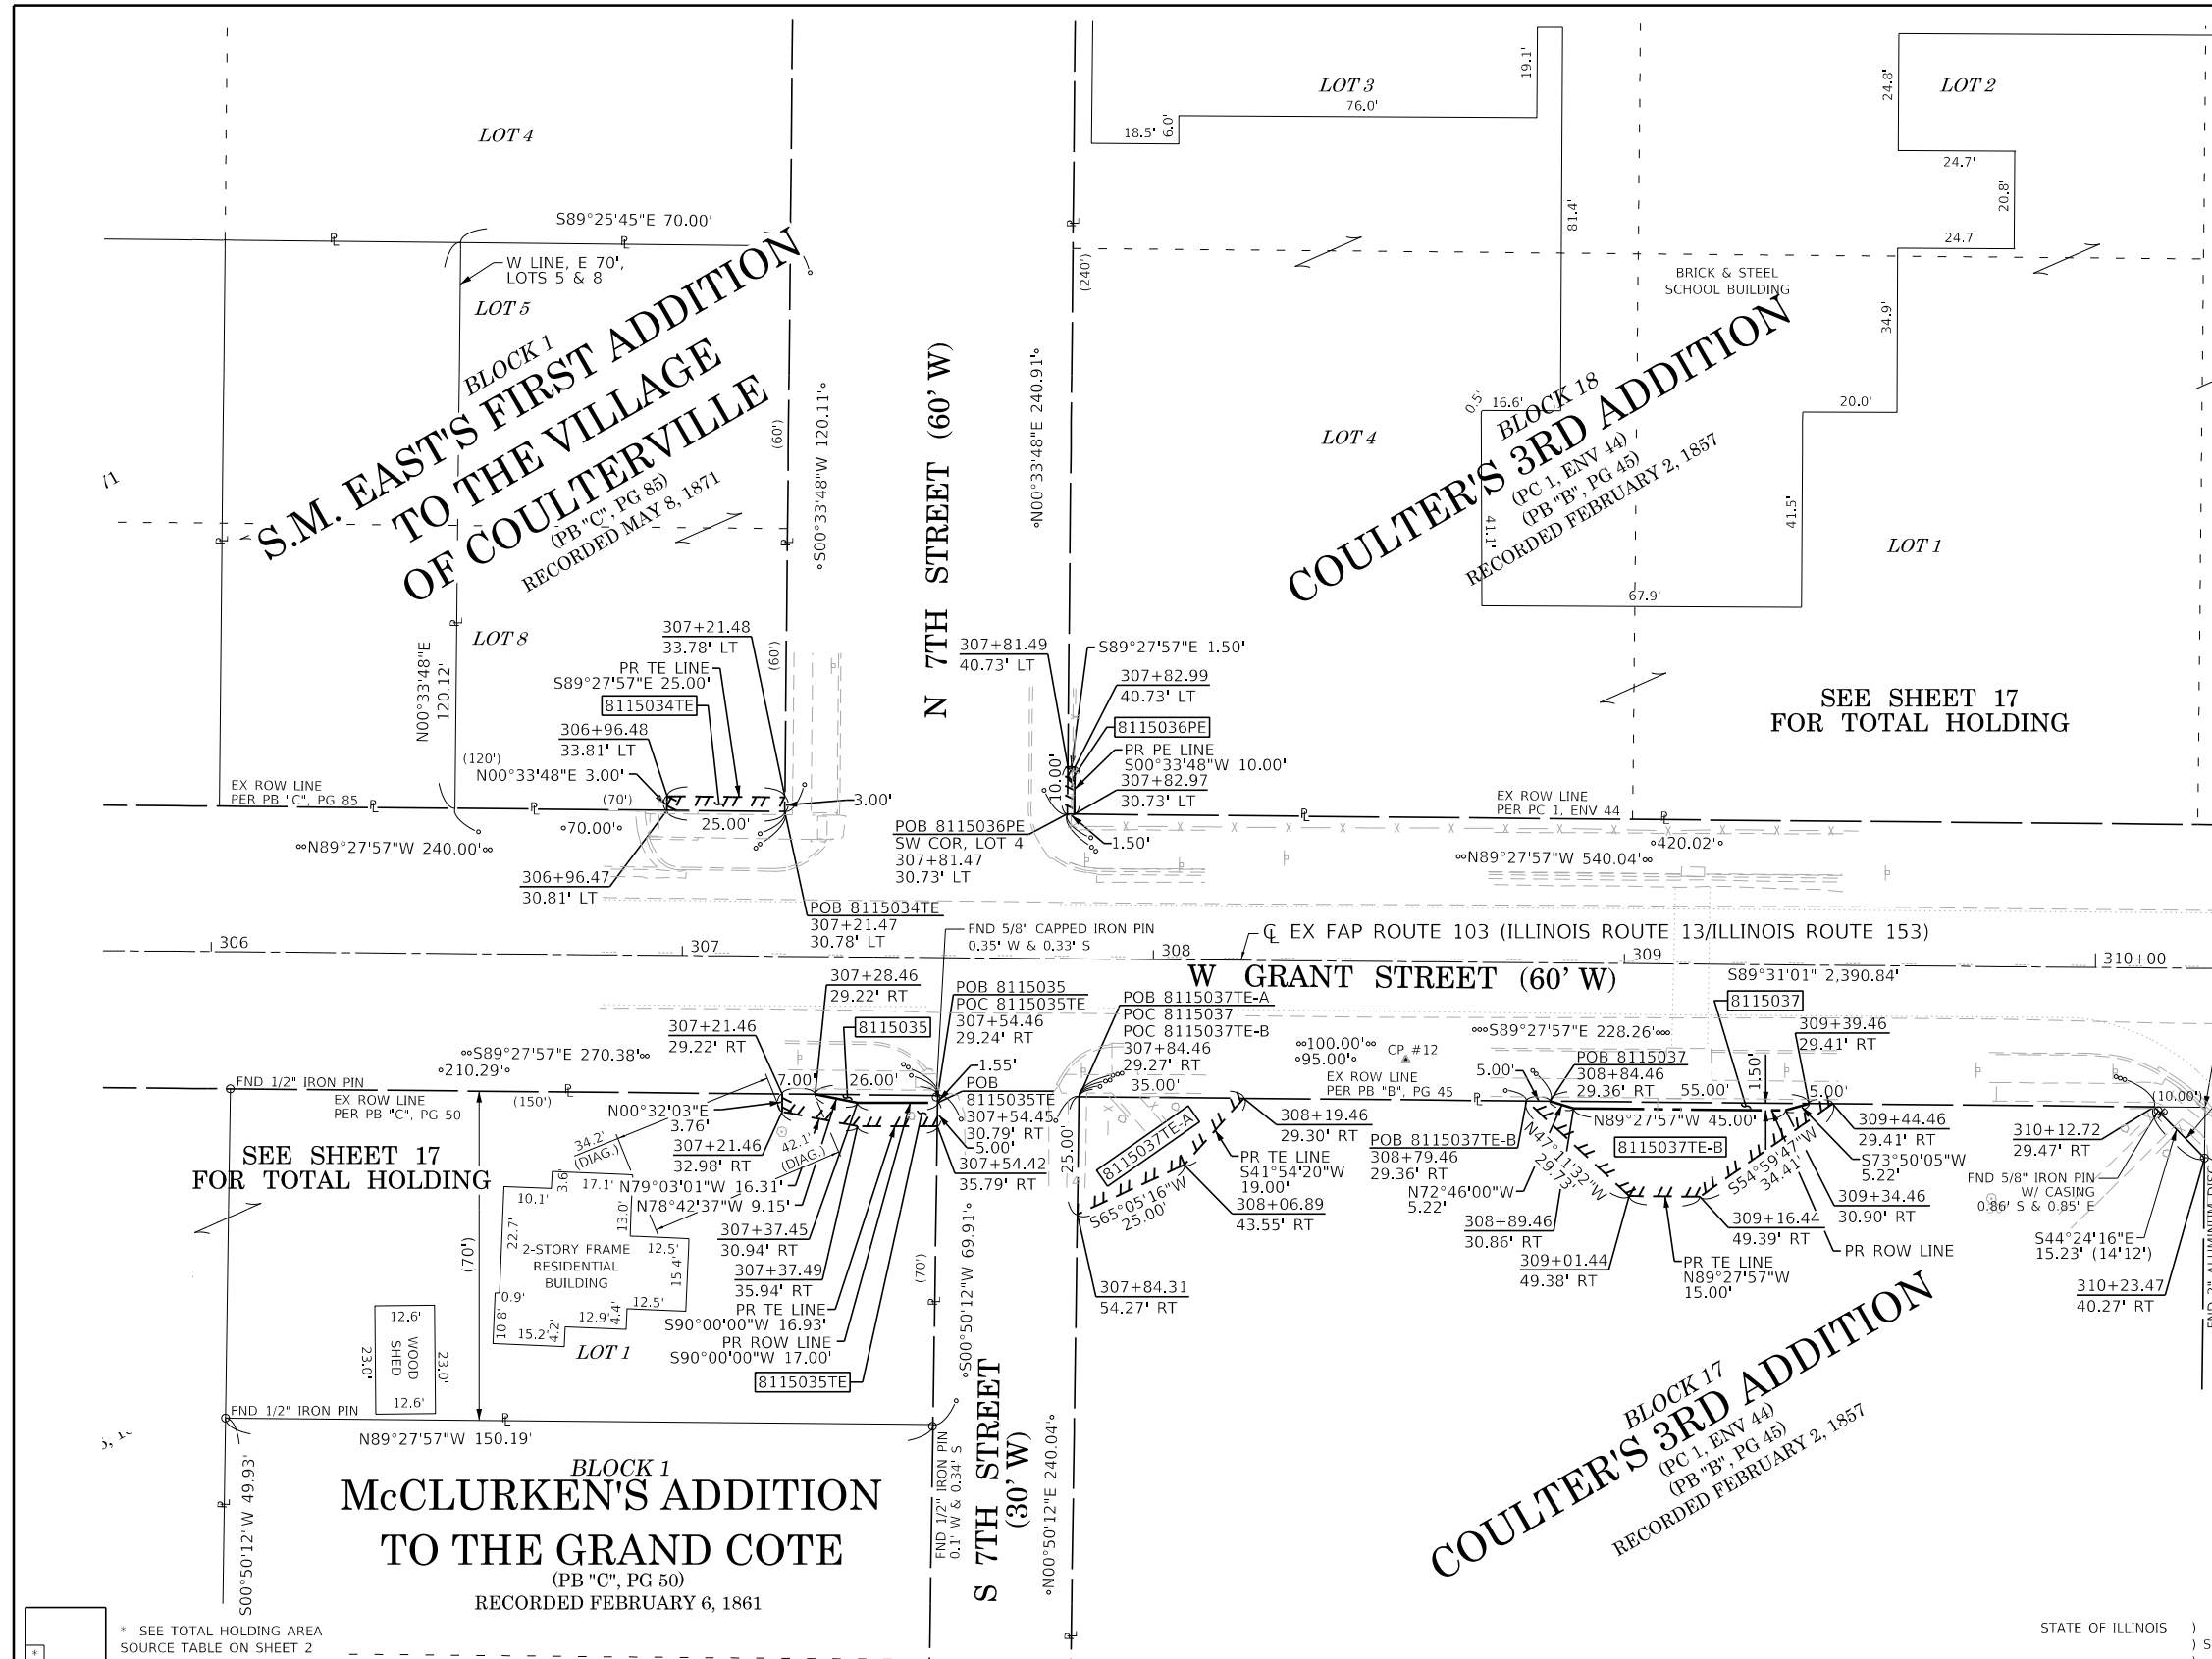 LOT 4
S89°25'45"E 70.00'
W LINE, E 70',
LOTS 5 & 8
LOT 5
BLOCK 1
S.M. EAST'S FIRST ADDITION
TO THE VILLAGE
OF COULTERVILLE
(PB "C", PG 85)
RECORDED MAY 8, 1871
LOT 8
N00°33'48"E
120.12'
(120')
(60')
(60')
°S00°33'48"W 120.11'°
307+21.48
33.78' LT
PR TE LINE
S89°27'57"E 25.00'
8115034TE
306+96.48
33.81' LT
N00°33'48"E 3.00'
EX ROW LINE
PER PB "C", PG 85
(70')
25.00'
3.00'
°70.00'°
°°N89°27'57"W 240.00'°°
306+96.47
30.81' LT
POB 8115034TE
307+21.47
30.78' LT
N 7TH STREET (60' W)
°N00°33'48"E 240.91'°
(240')
18.5'
6.0'
LOT 3
76.0'
19.1'
81.4'
LOT 2
24.8'
24.7'
20.8'
24.7'
BRICK & STEEL
SCHOOL BUILDING
34.9'
20.0'
41.5'
67.9'
41.1'
16.6'
0.5'
BLOCK 18
COULTER'S 3RD ADDITION
(PC 1, ENV 44)
(PB "B", PG 45)
RECORDED FEBRUARY 2, 1857
LOT 4
LOT 1
SEE SHEET 17
FOR TOTAL HOLDING
307+81.49
40.73' LT
S89°27'57"E 1.50'
307+82.99
40.73' LT
8115036PE
PR PE LINE
S00°33'48"W 10.00'
307+82.97
30.73' LT
10.00'
1.50'
POB 8115036PE
SW COR, LOT 4
307+81.47
30.73' LT
EX ROW LINE
PER PC 1, ENV 44
°420.02'°
°°N89°27'57"W 540.04'°°
306
307
308
309
310+00
FND 5/8" CAPPED IRON PIN
0.35' W & 0.33' S
℄ EX FAP ROUTE 103 (ILLINOIS ROUTE 13/ILLINOIS ROUTE 153)
W GRANT STREET (60' W)
S89°31'01" 2,390.84'
307+28.46
29.22' RT
8115035
307+21.46
29.22' RT
POB 8115035
POC 8115035TE
307+54.46
29.24' RT
1.55'
POB
8115035TE
307+54.45
30.79' RT
5.00'
307+54.42
35.79' RT
POB 8115037TE-A
POC 8115037
POC 8115037TE-B
307+84.46
29.27' RT
°°100.00'°°
°95.00'°
CP #12
°°°S89°27'57"E 228.26'°°°
8115037
309+39.46
29.41' RT
°°S89°27'57"E 270.38'°°
°210.29'°
FND 1/2" IRON PIN
EX ROW LINE
PER PB "C", PG 50
(150')
7.00'
26.00'
N00°32'03"E
3.76'
307+21.46
32.98' RT
34.2'
(DIAG.)
42.1'
(DIAG.)
N79°03'01"W 16.31'
N78°42'37"W 9.15'
307+37.45
30.94' RT
307+37.49
35.94' RT
PR TE LINE
S90°00'00"W 16.93'
PR ROW LINE
S90°00'00"W 17.00'
8115035TE
SEE SHEET 17
FOR TOTAL HOLDING
(70')
10.1'
3.6'
17.1'
13.0'
22.7'
2-STORY FRAME
RESIDENTIAL
BUILDING
12.5'
15.4'
12.5'
0.9'
10.8'
15.2'
4.2'
12.9'
4.4'
LOT 1
12.6'
WOOD
SHED
23.0'
23.0'
12.6'
FND 1/2" IRON PIN
N89°27'57"W 150.19'
S00°50'12"W 49.93'
BLOCK 1
McCLURKEN'S ADDITION
TO THE GRAND COTE
(PB "C", PG 50)
RECORDED FEBRUARY 6, 1861
°S00°50'12"W 69.91'°
(70')
FND 1/2" IRON PIN
0.1' W & 0.34' S
S 7TH STREET
(30' W)
°N00°50'12"E 240.04'°
25.00'
35.00'
8115037TE-A
S65°05'16"W
25.00'
307+84.31
54.27' RT
308+19.46
29.30' RT
PR TE LINE
S41°54'20"W
19.00'
308+06.89
43.55' RT
EX ROW LINE
PER PB "B", PG 45
5.00'
POB 8115037
308+84.46
29.36' RT
55.00'
1.50'
5.00'
POB 8115037TE-B
308+79.46
29.36' RT
N72°46'00"W
5.22'
308+89.46
30.86' RT
N47°11'32"W
29.73'
N89°27'57"W 45.00'
8115037TE-B
S54°59'47"W
34.41'
309+01.44
49.38' RT
PR TE LINE
N89°27'57"W
15.00'
309+16.44
49.39' RT
309+44.46
29.41' RT
S73°50'05"W
5.22'
309+34.46
30.90' RT
PR ROW LINE
(10.00')
310+12.72
29.47' RT
FND 5/8" IRON PIN
W/ CASING
0.86' S & 0.85' E
S44°24'16"E
15.23' (14'12')
310+23.47
40.27' RT
BLOCK 17
COULTER'S 3RD ADDITION
(PC 1, ENV 44)
(PB "B", PG 45)
RECORDED FEBRUARY 2, 1857
* SEE TOTAL HOLDING AREA
SOURCE TABLE ON SHEET 2
*
STATE OF ILLINOIS )
) S